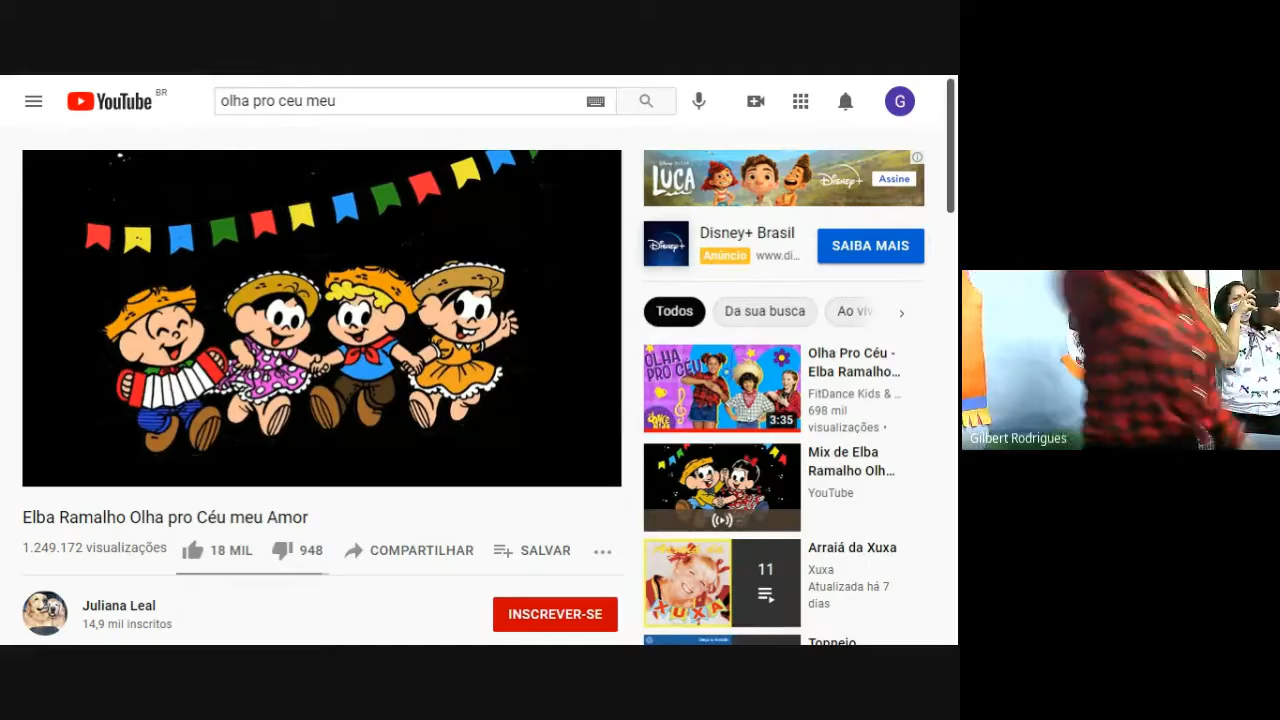 YouTube BR
olha pro ceu meu
G
LUCA
Disney+
Assine
Disney+
Disney+ Brasil
Anúncio www.di...
SAIBA MAIS
Todos
Da sua busca
Ao viv
OLHA PRO CÉU
3:35
Olha Pro Céu -
Elba Ramalho...
FitDance Kids & ...
698 mil
visualizações •
Mix de Elba
Ramalho Olh...
YouTube
XUXA
11
Arraiá da Xuxa
Xuxa
Atualizada há 7
dias
Elba Ramalho Olha pro Céu meu Amor
1.249.172 visualizações
18 MIL
948
COMPARTILHAR
SALVAR
Juliana Leal
14,9 mil inscritos
INSCREVER-SE
Gilbert Rodrigues